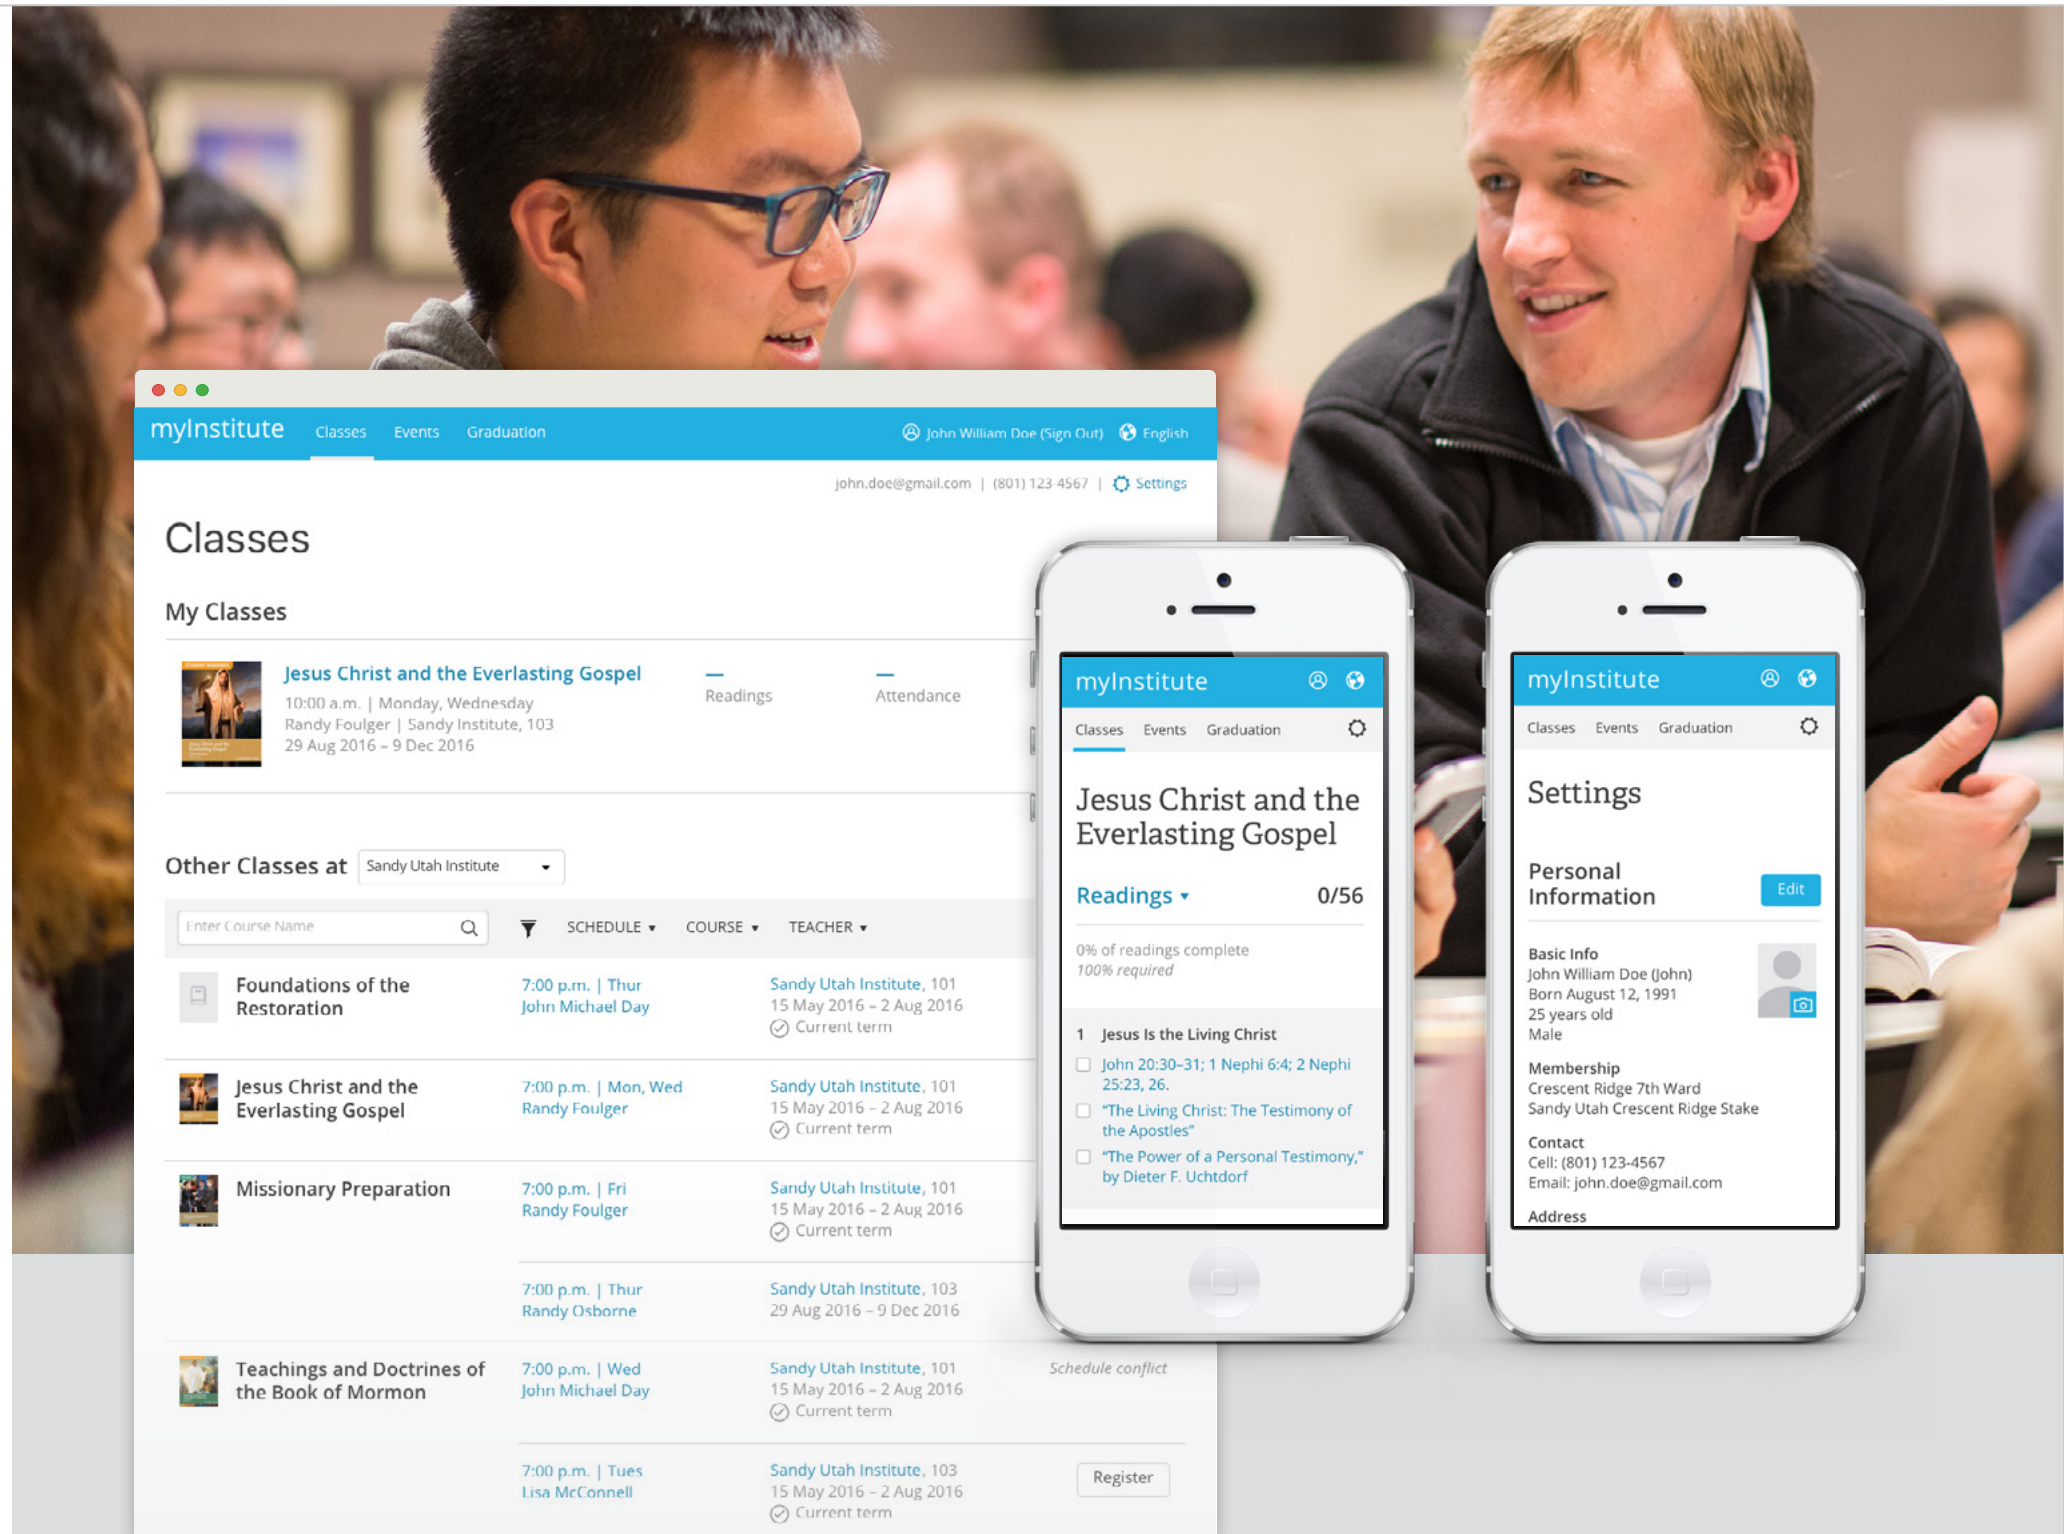 myInstitute Classes Events Graduation John William Doe (Sign Out) English
john.doe@gmail.com | (801) 123-4567 | Settings
Classes
My Classes
STUDENT READINGS
Jesus Christ and the Everlasting Gospel
10:00 a.m. | Monday, Wednesday
Randy Foulger | Sandy Institute, 103
29 Aug 2016 – 9 Dec 2016
— Readings
— Attendance
Other Classes at Sandy Utah Institute
Enter Course Name SCHEDULE COURSE TEACHER
Foundations of the
Restoration
7:00 p.m. | Thur
John Michael Day
Sandy Utah Institute, 101
15 May 2016 – 2 Aug 2016
Current term
Jesus Christ and the
Everlasting Gospel
7:00 p.m. | Mon, Wed
Randy Foulger
Sandy Utah Institute, 101
15 May 2016 – 2 Aug 2016
Current term
Missionary Preparation
7:00 p.m. | Fri
Randy Foulger
Sandy Utah Institute, 101
15 May 2016 – 2 Aug 2016
Current term
7:00 p.m. | Thur
Randy Osborne
Sandy Utah Institute, 103
29 Aug 2016 – 9 Dec 2016
Teachings and Doctrines of
the Book of Mormon
7:00 p.m. | Wed
John Michael Day
Sandy Utah Institute, 101
15 May 2016 – 2 Aug 2016
Current term
Schedule conflict
7:00 p.m. | Tues
Lisa McConnell
Sandy Utah Institute, 103
15 May 2016 – 2 Aug 2016
Current term
Register
myInstitute
Classes Events Graduation
Jesus Christ and the
Everlasting Gospel
Readings 0/56
0% of readings complete
100% required
1 Jesus Is the Living Christ
John 20:30–31; 1 Nephi 6:4; 2 Nephi
25:23, 26.
“The Living Christ: The Testimony of
the Apostles”
“The Power of a Personal Testimony,”
by Dieter F. Uchtdorf
myInstitute
Classes Events Graduation
Settings
Personal
Information
Edit
Basic Info
John William Doe (John)
Born August 12, 1991
25 years old
Male
Membership
Crescent Ridge 7th Ward
Sandy Utah Crescent Ridge Stake
Contact
Cell: (801) 123-4567
Email: john.doe@gmail.com
Address